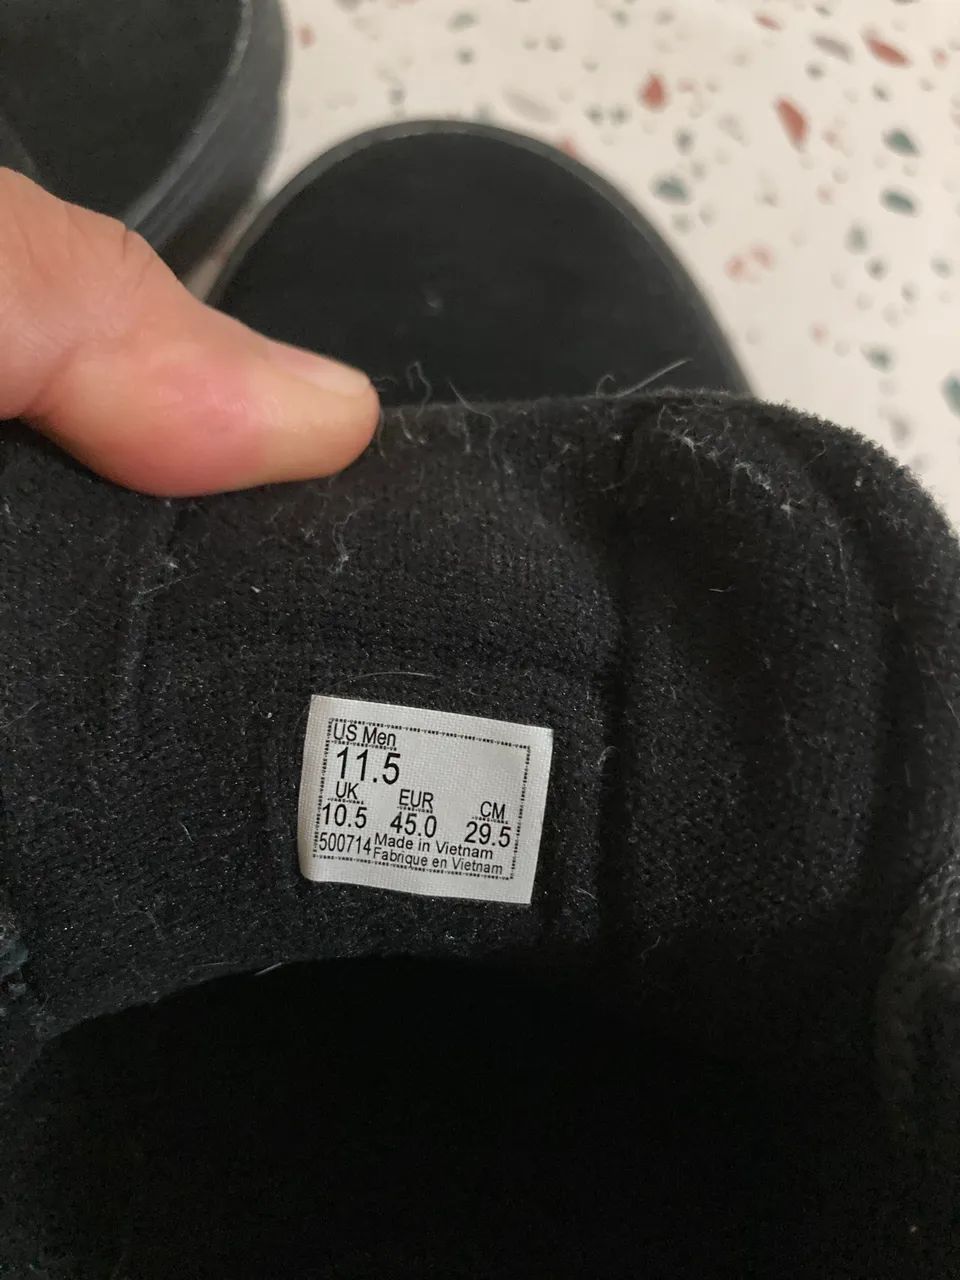 US Men
11.5
UK EUR CM
10.5 45.0 29.5
500714 Made in Vietnam
Fabrique en Vietnam